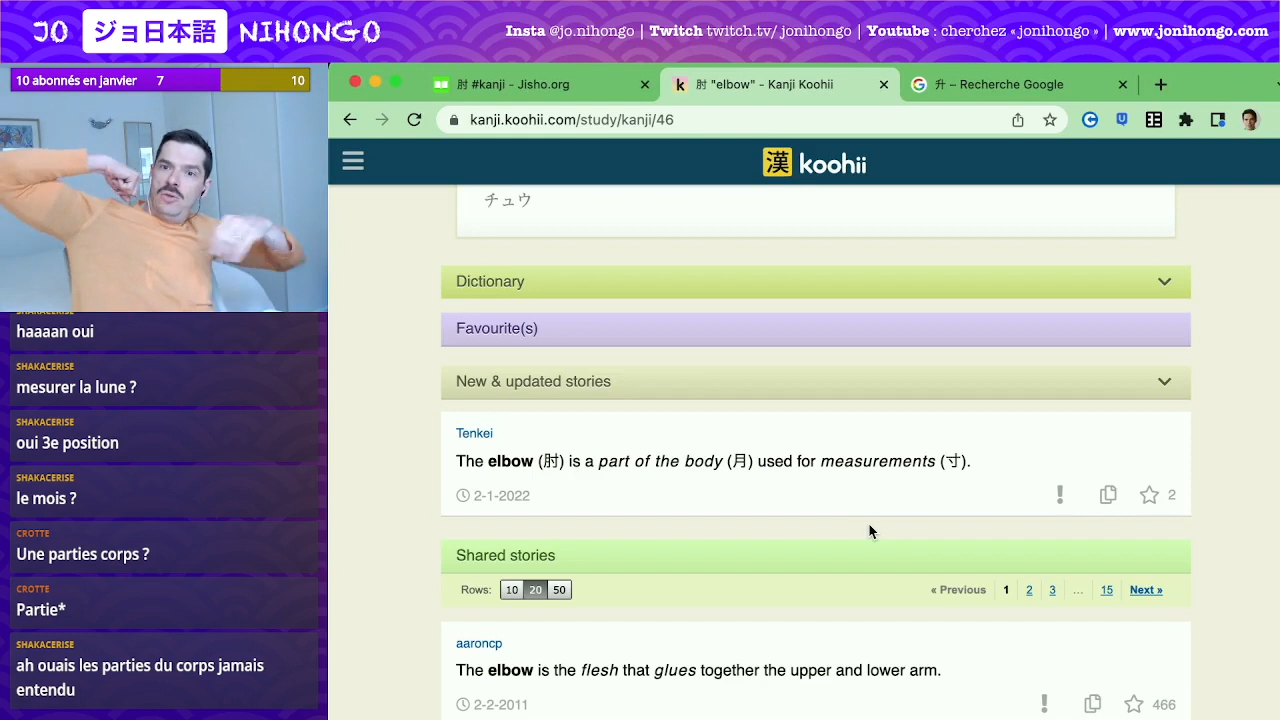 JO ジョ日本語 NIHONGO
Insta @jo.nihongo | Twitch twitch.tv/ jonihongo | Youtube : cherchez « jonihongo » | www.jonihongo.com
10 abonnés en janvier 7 10
肘 #kanji - Jisho.org
肘 "elbow" - Kanji Koohii
升 – Recherche Google
kanji.koohii.com/study/kanji/46
漢 koohii
チュウ
Dictionary
Favourite(s)
New & updated stories
Tenkei
The elbow (肘) is a part of the body (月) used for measurements (寸).
2-1-2022
2
Shared stories
Rows: 10 20 50
« Previous 1 2 3 ... 15 Next »
aaroncp
The elbow is the flesh that glues together the upper and lower arm.
2-2-2011
466
SHAKACERISE
haaaan oui
SHAKACERISE
mesurer la lune ?
SHAKACERISE
oui 3e position
SHAKACERISE
le mois ?
CROTTE
Une parties corps ?
CROTTE
Partie*
SHAKACERISE
ah ouais les parties du corps jamais
entendu